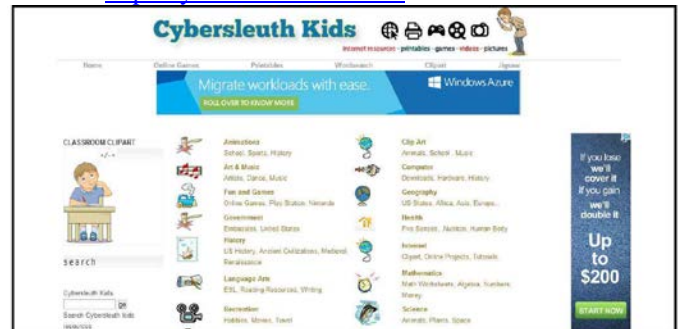 Cybersleuth Kids
internet resources - printables - games - videos - pictures
Home Online Games Printables Wordsearch Clipart Jigsaw
Migrate workloads with ease.
ROLL OVER TO KNOW MORE
Windows Azure
CLASSROOM CLIPART
search
Cybersleuth Kids
Go
Search Cybersleuth kids
resources
Animations
School, Sports, History
Art & Music
Artists, Dance, Music
Fun and Games
Online Games, Play Station, Nintendo
Government
Embassies, United States
History
US History, Ancient Civilizations, Medieval
Renaissance
Language Arts
ESL, Reading Resources, Writing
Recreation
Hobbies, Movies, Travel
Clip Art
Animals, School, Music
Computer
Downloads, Hardware, History
Geography
US States, Africa, Asia, Europe..
Health
Five Senses, Nutrition, Human Body
Internet
Clipart, Online Projects, Tutorials
Mathematics
Math Worksheets, Algebra, Numbers,
Money
Science
Animals, Plants, Space
If you lose
we'll
cover it
If you gain
we'll
double it
Up
to
$200
START NOW